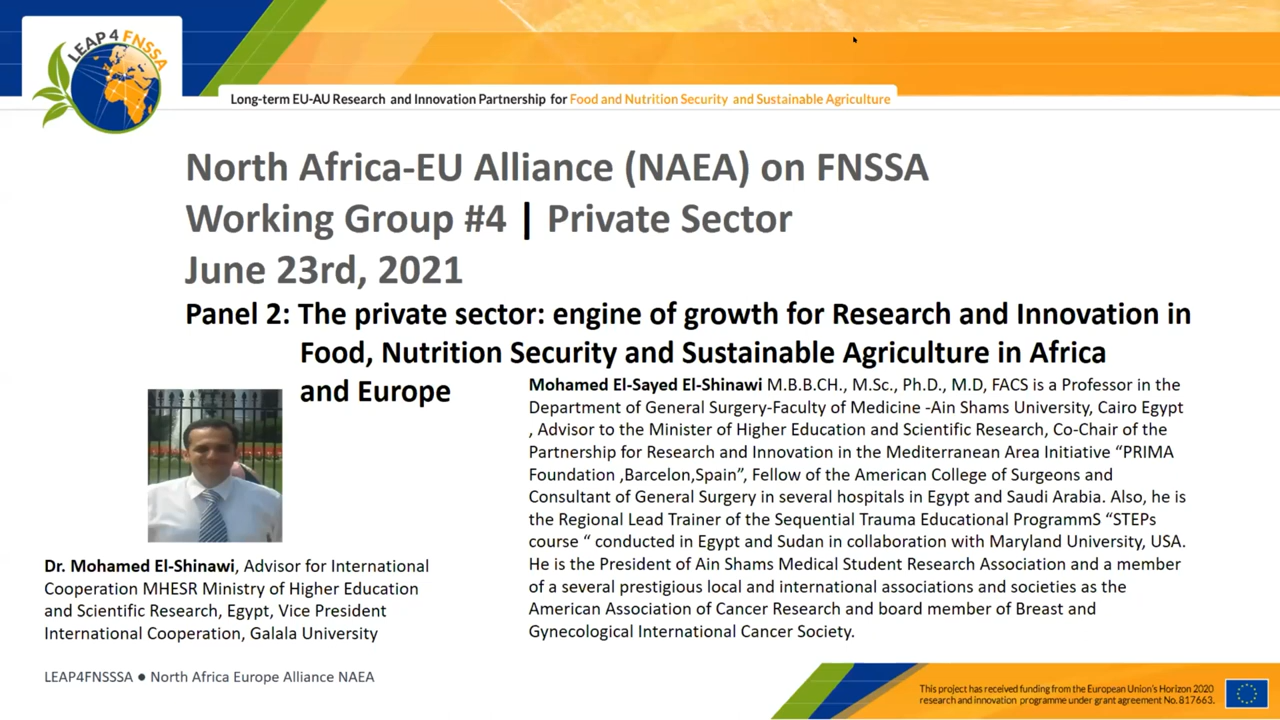 LEAP 4 FNSSA
Long-term EU-AU Research and Innovation Partnership for Food and Nutrition Security and Sustainable Agriculture
North Africa-EU Alliance (NAEA) on FNSSA
Working Group #4 | Private Sector
June 23rd, 2021
Panel 2: The private sector: engine of growth for Research and Innovation in
Food, Nutrition Security and Sustainable Agriculture in Africa
and Europe
Mohamed El-Sayed El-Shinawi M.B.B.CH., M.Sc., Ph.D., M.D, FACS is a Professor in the
Department of General Surgery-Faculty of Medicine -Ain Shams University, Cairo Egypt
, Advisor to the Minister of Higher Education and Scientific Research, Co-Chair of the
Partnership for Research and Innovation in the Mediterranean Area Initiative “PRIMA
Foundation ,Barcelon,Spain”, Fellow of the American College of Surgeons and
Consultant of General Surgery in several hospitals in Egypt and Saudi Arabia. Also, he is
the Regional Lead Trainer of the Sequential Trauma Educational ProgrammS “STEPs
course “ conducted in Egypt and Sudan in collaboration with Maryland University, USA.
He is the President of Ain Shams Medical Student Research Association and a member
of a several prestigious local and international associations and societies as the
American Association of Cancer Research and board member of Breast and
Gynecological International Cancer Society.
Dr. Mohamed El-Shinawi, Advisor for International
Cooperation MHESR Ministry of Higher Education
and Scientific Research, Egypt, Vice President
International Cooperation, Galala University
LEAP4FNSSSA ● North Africa Europe Alliance NAEA
This project has received funding from the European Union's Horizon 2020
research and innovation programme under grant agreement No. 817663.